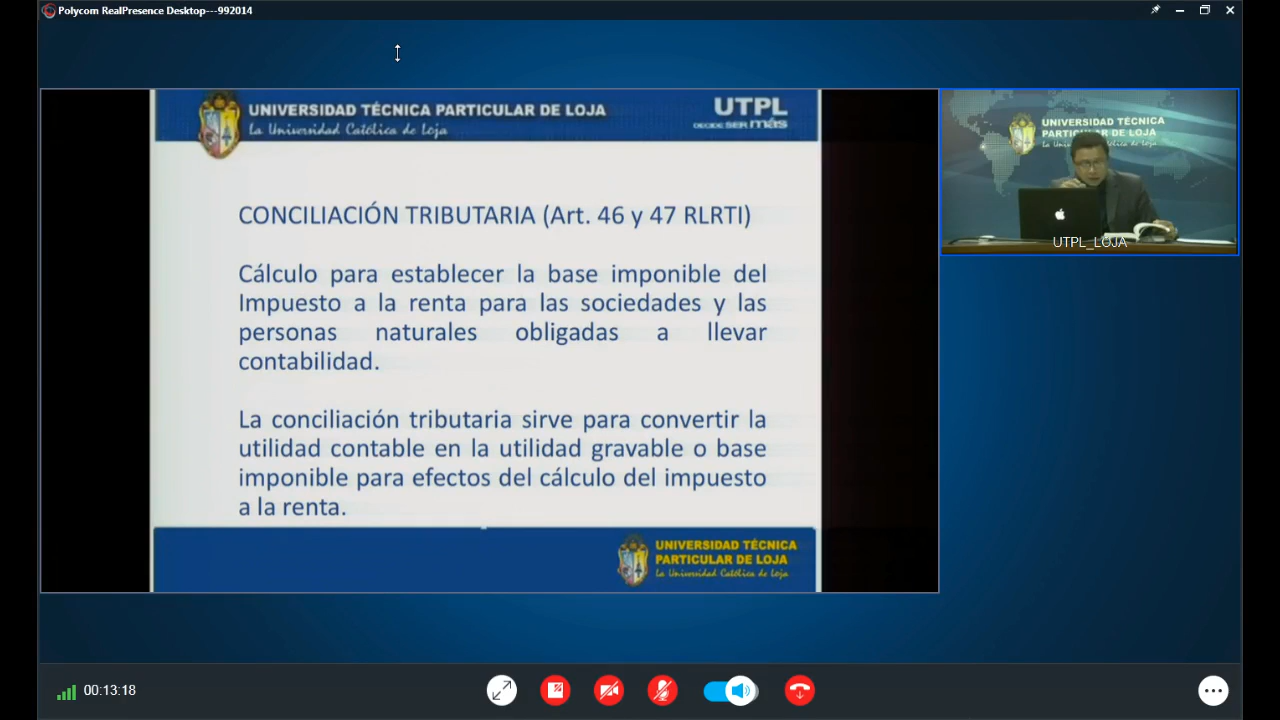 Polycom RealPresence Desktop---992014
UNIVERSIDAD TÉCNICA PARTICULAR DE LOJA
La Universidad Católica de Loja
UTPL
DECIDE SER más
CONCILIACIÓN TRIBUTARIA (Art. 46 y 47 RLRTI)
Cálculo para establecer la base imponible del
Impuesto a la renta para las sociedades y las
personas naturales obligadas a llevar
contabilidad.
La conciliación tributaria sirve para convertir la
utilidad contable en la utilidad gravable o base
imponible para efectos del cálculo del impuesto
a la renta.
UNIVERSIDAD TÉCNICA
PARTICULAR DE LOJA
La Universidad Católica de Loja
UNIVERSIDAD TÉCNICA
PARTICULAR DE LOJA
UTPL_LOJA
00:13:18